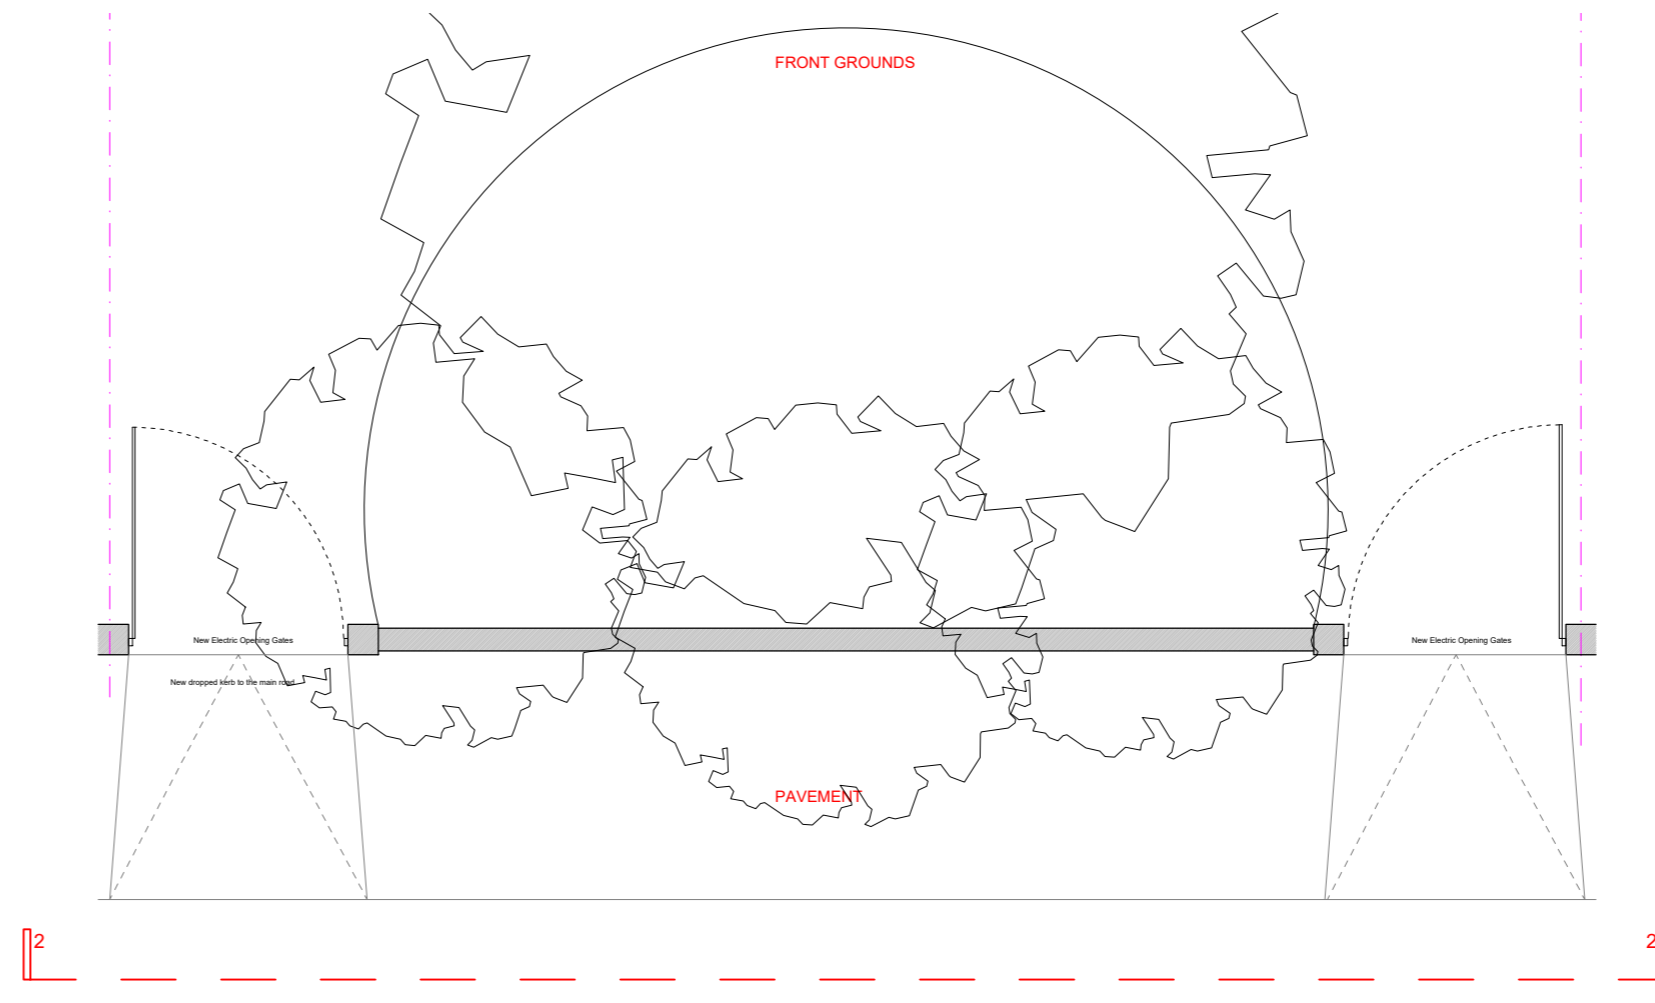 FRONT GROUNDS
New Electric Opening Gates
New Electric Opening Gates
New dropped kerb to the main road
PAVEMENT
2
2